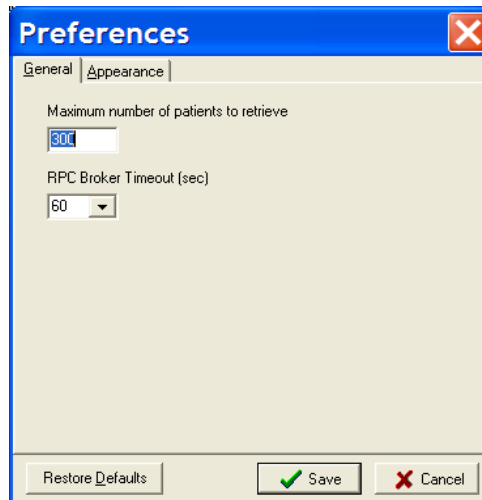 Preferences
General Appearance
Maximum number of patients to retrieve
300
RPC Broker Timeout (sec)
60
Restore Defaults Save Cancel